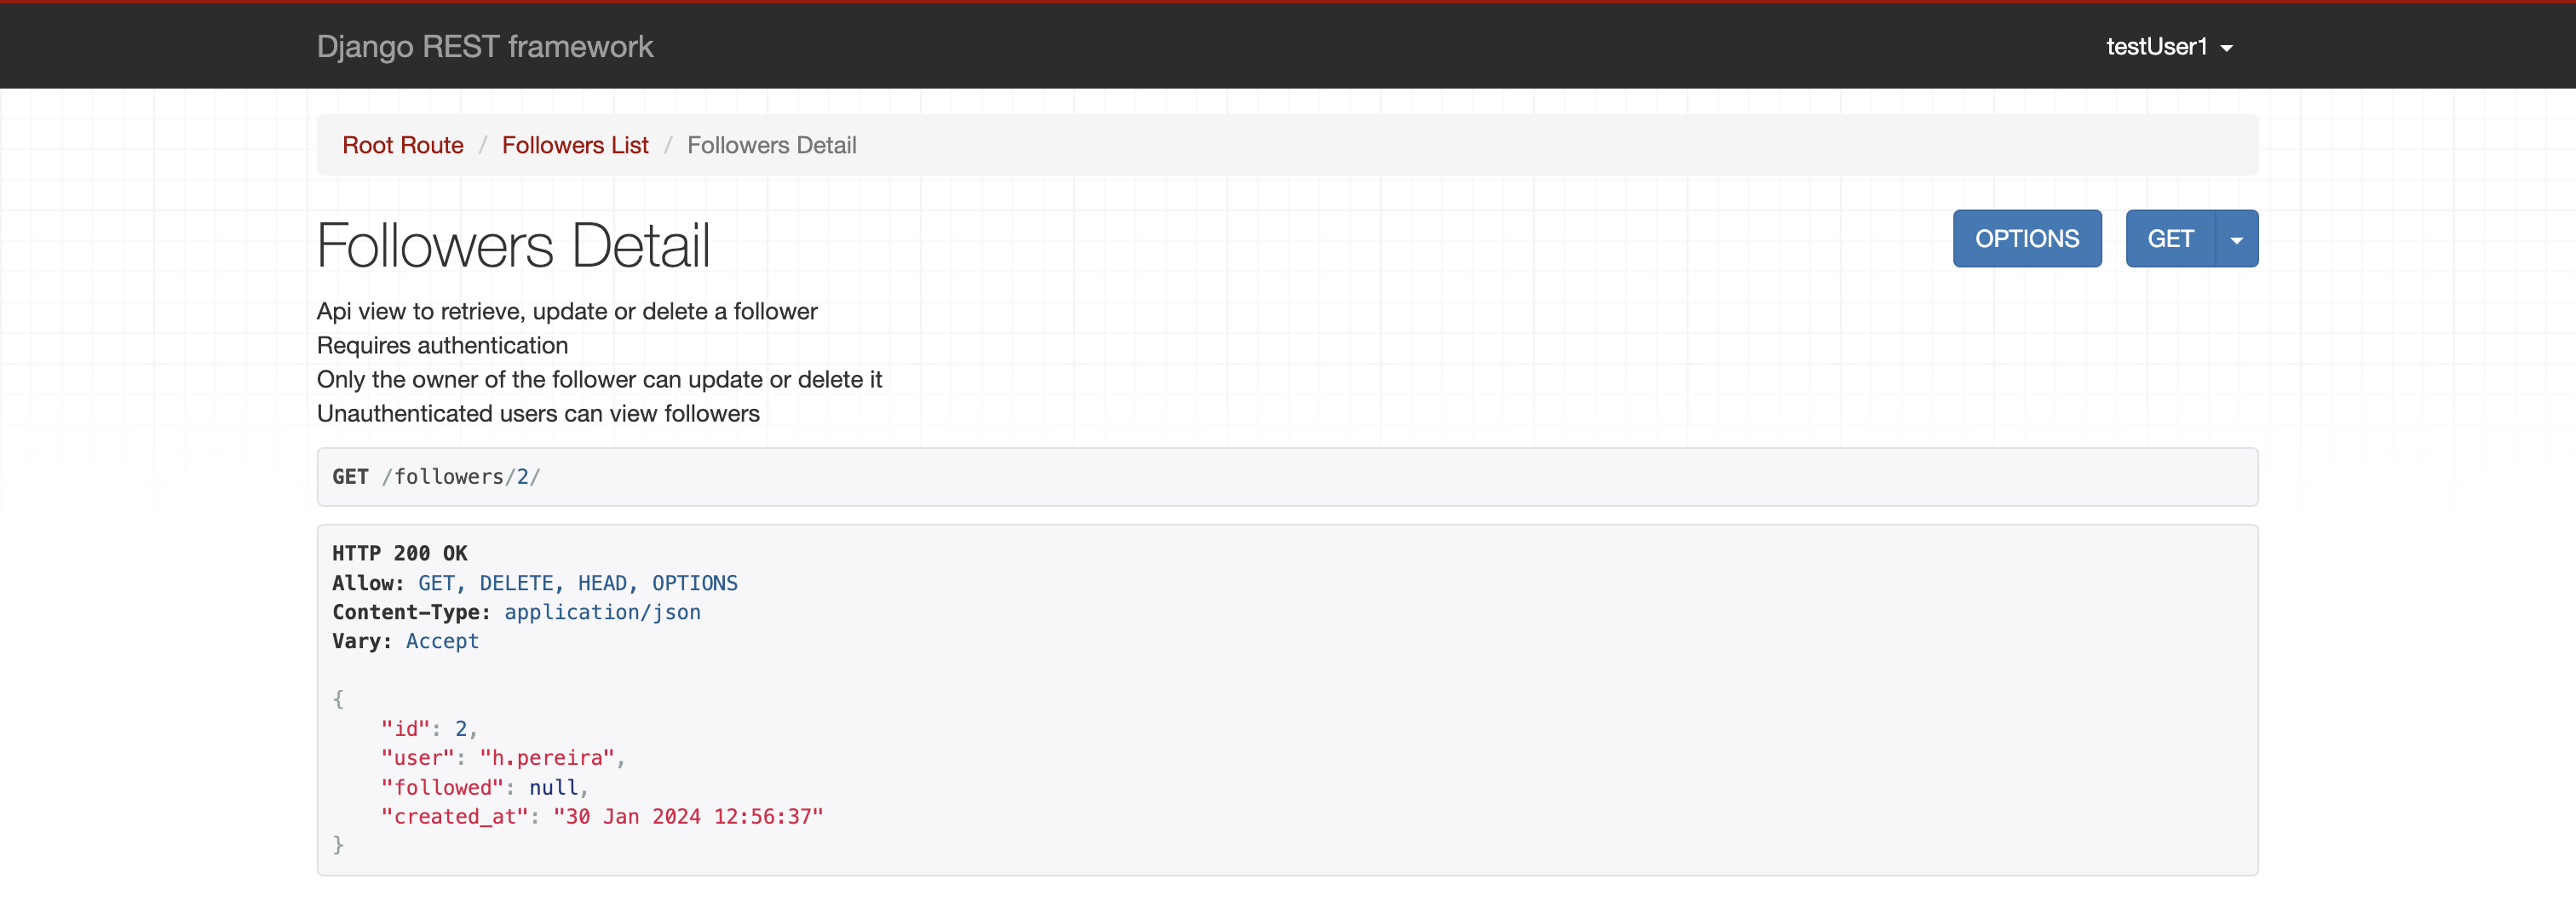 Django REST framework
testUser1
Root Route / Followers List / Followers Detail
Followers Detail
OPTIONS
GET
Api view to retrieve, update or delete a follower
Requires authentication
Only the owner of the follower can update or delete it
Unauthenticated users can view followers
GET /followers/2/
HTTP 200 OK
Allow: GET, DELETE, HEAD, OPTIONS
Content-Type: application/json
Vary: Accept
{
    "id": 2,
    "user": "h.pereira",
    "followed": null,
    "created_at": "30 Jan 2024 12:56:37"
}